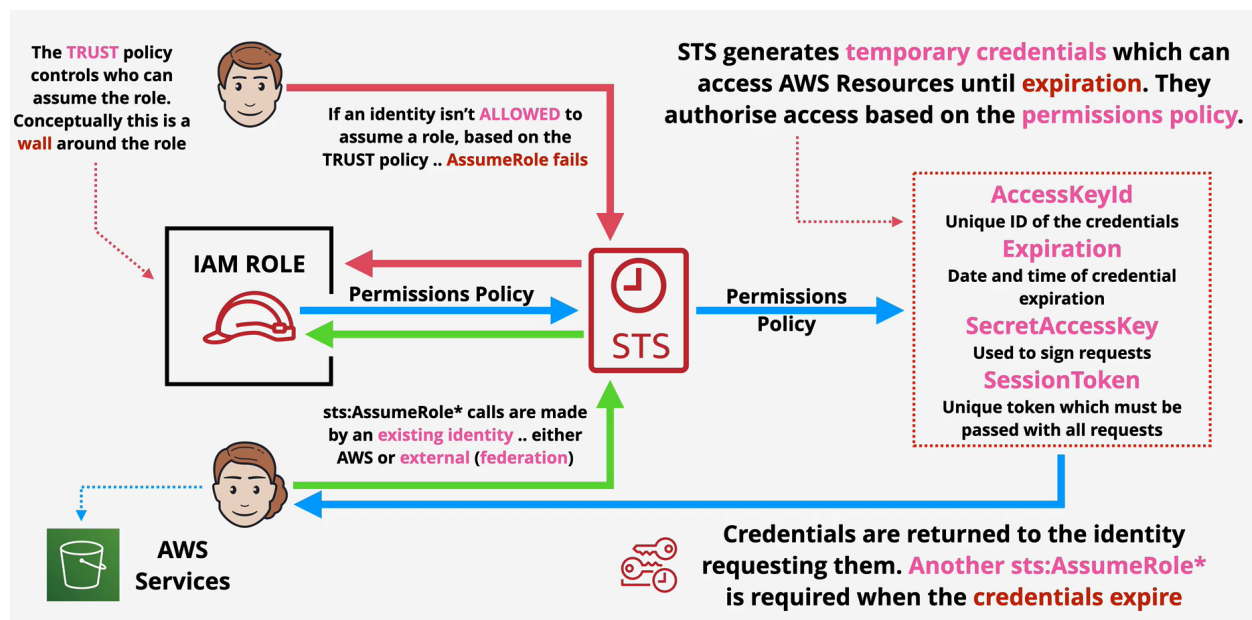 The TRUST policy
controls who can
assume the role.
Conceptually this is a
wall around the role
If an identity isn't ALLOWED to
assume a role, based on the
TRUST policy .. AssumeRole fails
STS generates temporary credentials which can
access AWS Resources until expiration. They
authorise access based on the permissions policy.
IAM ROLE
Permissions Policy
STS
Permissions
Policy
AccessKeyId
Unique ID of the credentials
Expiration
Date and time of credential
expiration
SecretAccessKey
Used to sign requests
SessionToken
Unique token which must be
passed with all requests
sts:AssumeRole* calls are made
by an existing identity .. either
AWS or external (federation)
AWS
Services
Credentials are returned to the identity
requesting them. Another sts:AssumeRole*
is required when the credentials expire